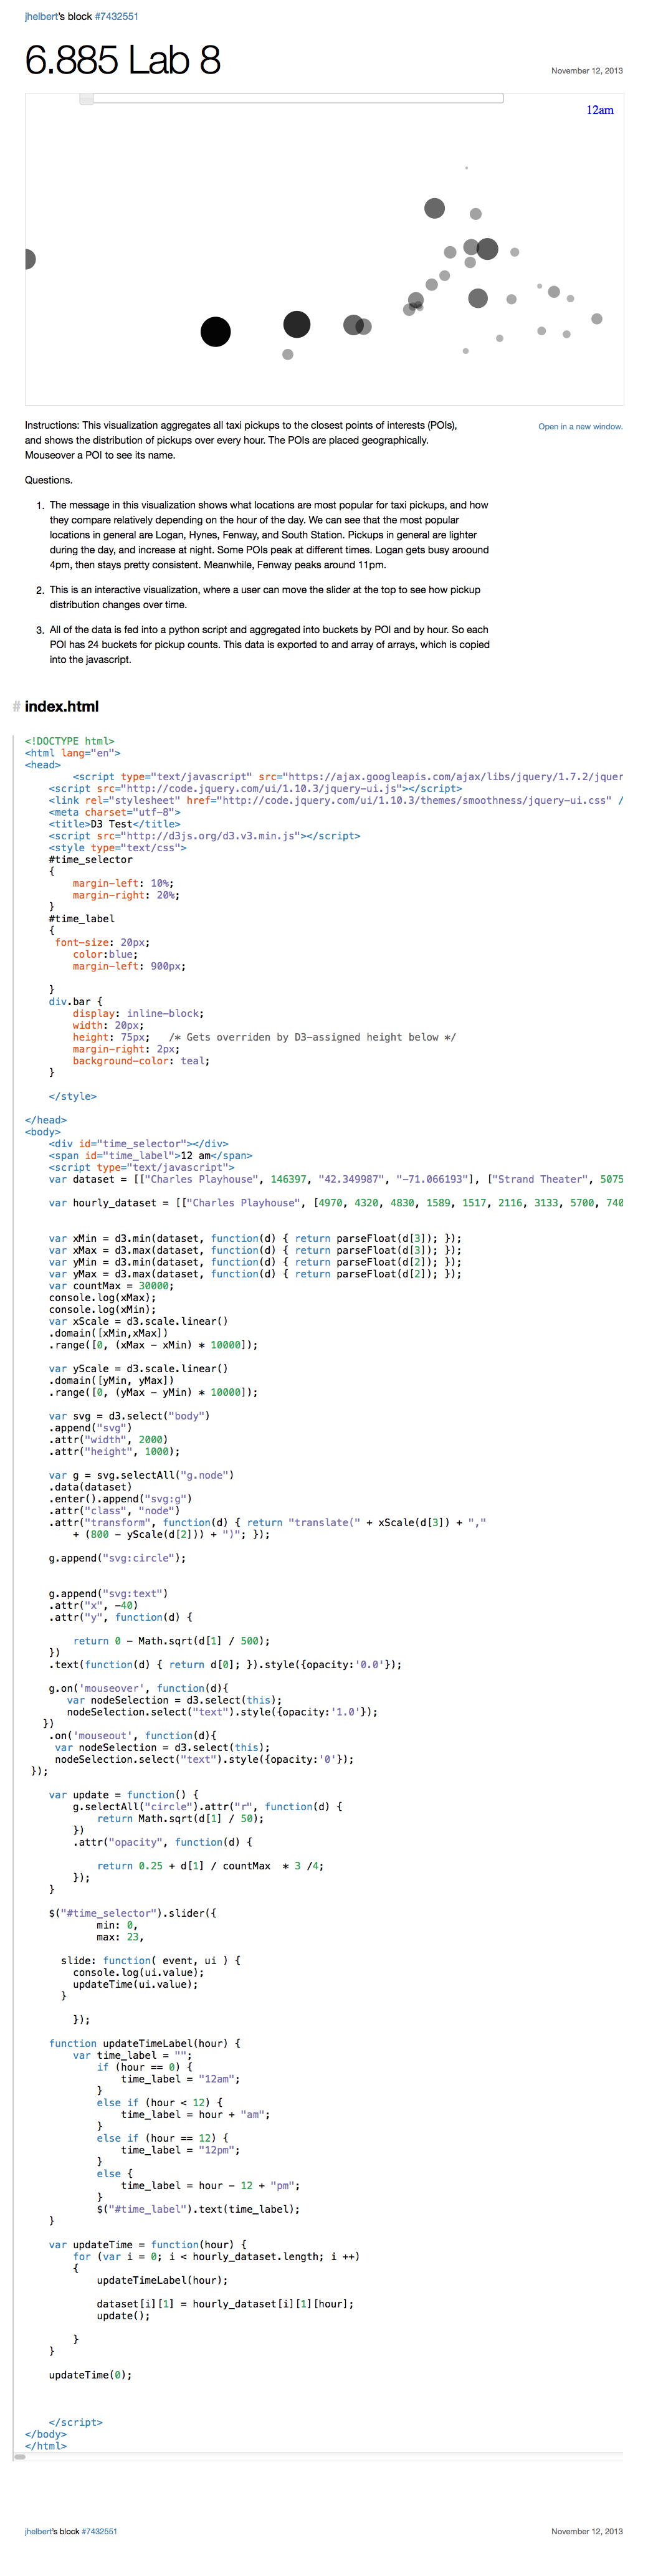 jhelbert's block #7432551
6.885 Lab 8
November 12, 2013
12am
Instructions: This visualization aggregates all taxi pickups to the closest points of interests (POIs),
and shows the distribution of pickups over every hour. The POIs are placed geographically.
Mouseover a POI to see its name.
Open in a new window.
Questions.
1. The message in this visualization shows what locations are most popular for taxi pickups, and how
they compare relatively depending on the hour of the day. We can see that the most popular
locations in general are Logan, Hynes, Fenway, and South Station. Pickups in general are lighter
during the day, and increase at night. Some POIs peak at different times. Logan gets busy aroound
4pm, then stays pretty consistent. Meanwhile, Fenway peaks around 11pm.
2. This is an interactive visualization, where a user can move the slider at the top to see how pickup
distribution changes over time.
3. All of the data is fed into a python script and aggregated into buckets by POI and by hour. So each
POI has 24 buckets for pickup counts. This data is exported to and array of arrays, which is copied
into the javascript.
# index.html
<!DOCTYPE html>
<html lang="en">
<head>
<script type="text/javascript" src="https://ajax.googleapis.com/ajax/libs/jquery/1.7.2/jquer
<script src="http://code.jquery.com/ui/1.10.3/jquery-ui.js"></script>
<link rel="stylesheet" href="http://code.jquery.com/ui/1.10.3/themes/smoothness/jquery-ui.css" /
<meta charset="utf-8">
<title>D3 Test</title>
<script src="http://d3js.org/d3.v3.min.js"></script>
<style type="text/css">
#time_selector
{
margin-left: 10%;
margin-right: 20%;
}
#time_label
{
font-size: 20px;
color:blue;
margin-left: 900px;
}
div.bar {
display: inline-block;
width: 20px;
height: 75px;   /* Gets overriden by D3-assigned height below */
margin-right: 2px;
background-color: teal;
}
</style>
</head>
<body>
<div id="time_selector"></div>
<span id="time_label">12 am</span>
<script type="text/javascript">
var dataset = [["Charles Playhouse", 146397, "42.349987", "-71.066193"], ["Strand Theater", 5075
var hourly_dataset = [["Charles Playhouse", [4970, 4320, 4830, 1589, 1517, 2116, 3133, 5700, 740
var xMin = d3.min(dataset, function(d) { return parseFloat(d[3]); });
var xMax = d3.max(dataset, function(d) { return parseFloat(d[3]); });
var yMin = d3.min(dataset, function(d) { return parseFloat(d[2]); });
var yMax = d3.max(dataset, function(d) { return parseFloat(d[2]); });
var countMax = 30000;
console.log(xMax);
console.log(xMin);
var xScale = d3.scale.linear()
.domain([xMin,xMax])
.range([0, (xMax - xMin) * 10000]);
var yScale = d3.scale.linear()
.domain([yMin, yMax])
.range([0, (yMax - yMin) * 10000]);
var svg = d3.select("body")
.append("svg")
.attr("width", 2000)
.attr("height", 1000);
var g = svg.selectAll("g.node")
.data(dataset)
.enter().append("svg:g")
.attr("class", "node")
.attr("transform", function(d) { return "translate(" + xScale(d[3]) + ","
+ (800 - yScale(d[2])) + ")"; });
g.append("svg:circle");
g.append("svg:text")
.attr("x", -40)
.attr("y", function(d) {
return 0 - Math.sqrt(d[1] / 500);
})
.text(function(d) { return d[0]; }).style({opacity:'0.0'});
g.on('mouseover', function(d){
var nodeSelection = d3.select(this);
nodeSelection.select("text").style({opacity:'1.0'});
})
.on('mouseout', function(d){
var nodeSelection = d3.select(this);
nodeSelection.select("text").style({opacity:'0'});
});
var update = function() {
g.selectAll("circle").attr("r", function(d) {
return Math.sqrt(d[1] / 50);
})
.attr("opacity", function(d) {
return 0.25 + d[1] / countMax  * 3 /4;
});
}
$("#time_selector").slider({
min: 0,
max: 23,
slide: function( event, ui ) {
console.log(ui.value);
updateTime(ui.value);
}
});
function updateTimeLabel(hour) {
var time_label = "";
if (hour == 0) {
time_label = "12am";
}
else if (hour < 12) {
time_label = hour + "am";
}
else if (hour == 12) {
time_label = "12pm";
}
else {
time_label = hour - 12 + "pm";
}
$("#time_label").text(time_label);
}
var updateTime = function(hour) {
for (var i = 0; i < hourly_dataset.length; i ++)
{
updateTimeLabel(hour);
dataset[i][1] = hourly_dataset[i][1][hour];
update();
}
}
updateTime(0);
</script>
</body>
</html>
jhelbert's block #7432551
November 12, 2013